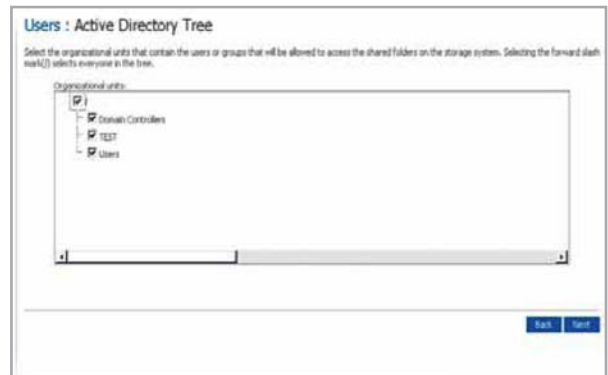 Users : Active Directory Tree
Select the organizational units that contain the users or groups that will be allowed to access the shared folders on the storage system. Selecting the forward slash
mark(/) selects everyone in the tree.
Organizational units:
/
Domain Controllers
TEST
Users
Back Next